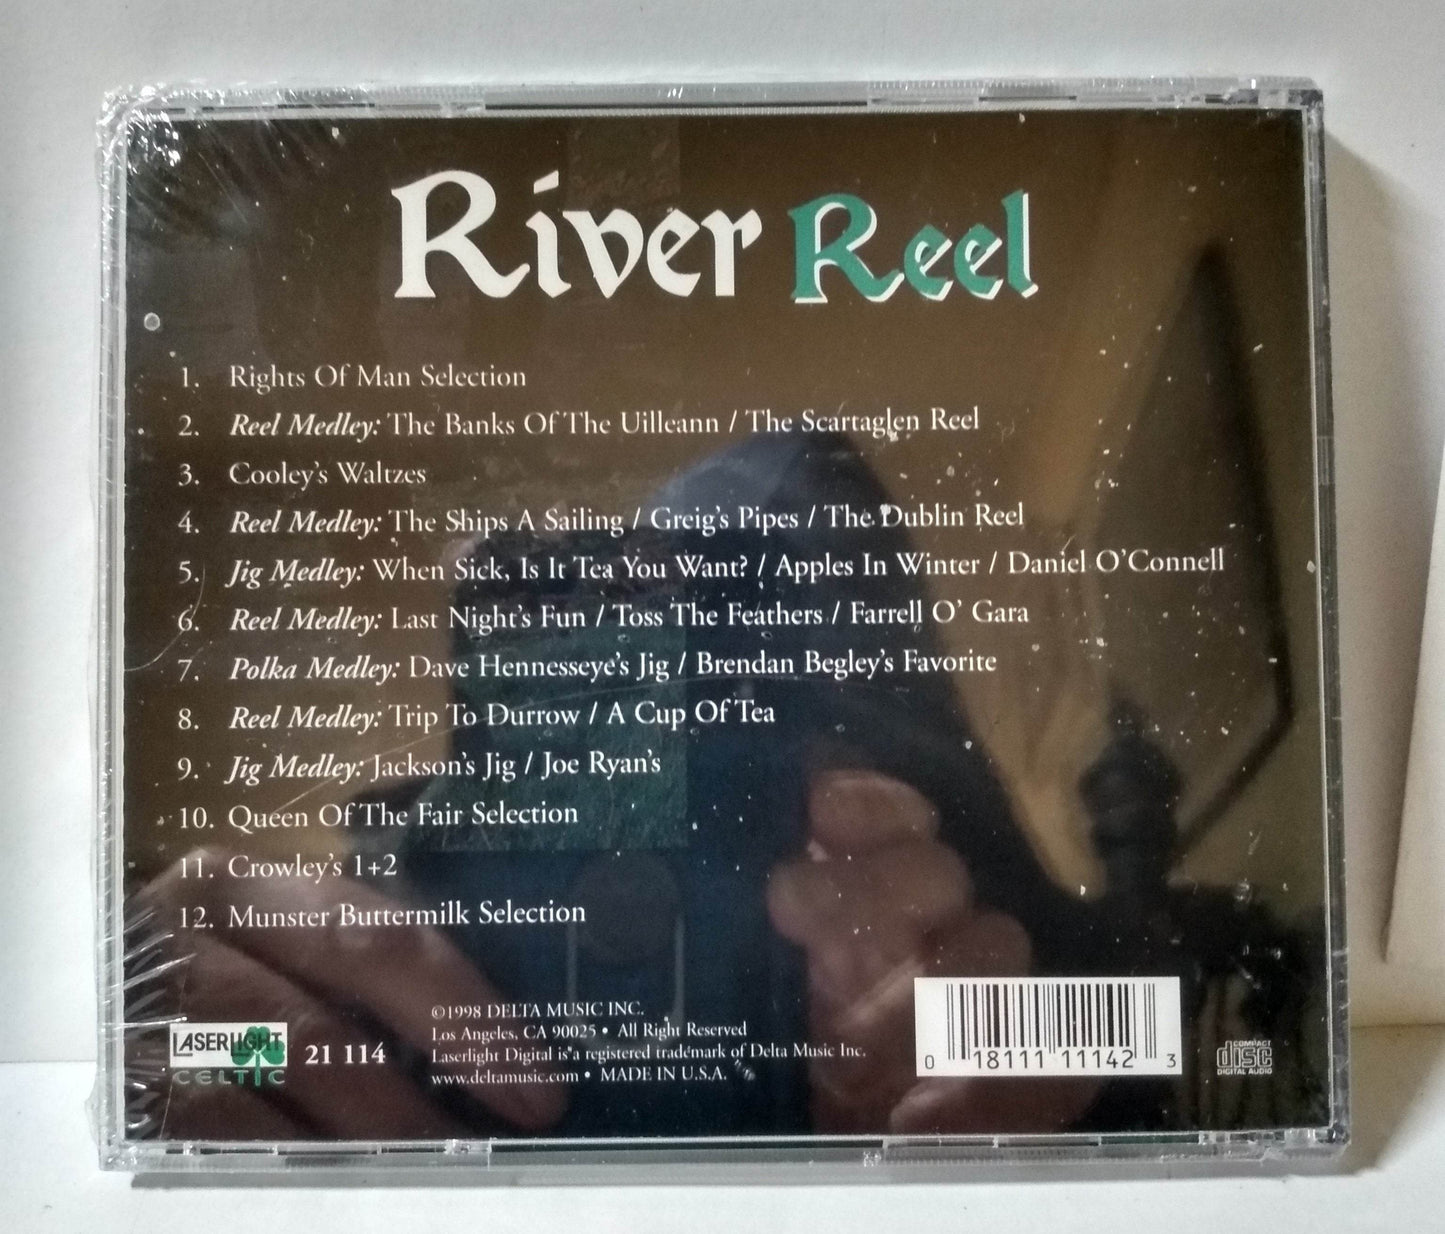 River Reel
1. Rights Of Man Selection
2. Reel Medley: The Banks Of The Uilleann / The Scartaglen Reel
3. Cooley's Waltzes
4. Reel Medley: The Ships A Sailing / Greig's Pipes / The Dublin Reel
5. Jig Medley: When Sick, Is It Tea You Want? / Apples In Winter / Daniel O'Connell
6. Reel Medley: Last Night's Fun / Toss The Feathers / Farrell O' Gara
7. Polka Medley: Dave Hennesseye's Jig / Brendan Begley's Favorite
8. Reel Medley: Trip To Durrow / A Cup Of Tea
9. Jig Medley: Jackson's Jig / Joe Ryan's
10. Queen Of The Fair Selection
11. Crowley's 1+2
12. Munster Buttermilk Selection
LASERLIGHT
CELTIC
21 114
©1998 DELTA MUSIC INC.
Los Angeles, CA 90025 • All Right Reserved
Laserlight Digital is a registered trademark of Delta Music Inc.
www.deltamusic.com • MADE IN U.S.A.
0 18111 11142 3
COMPACT
disc
DIGITAL AUDIO